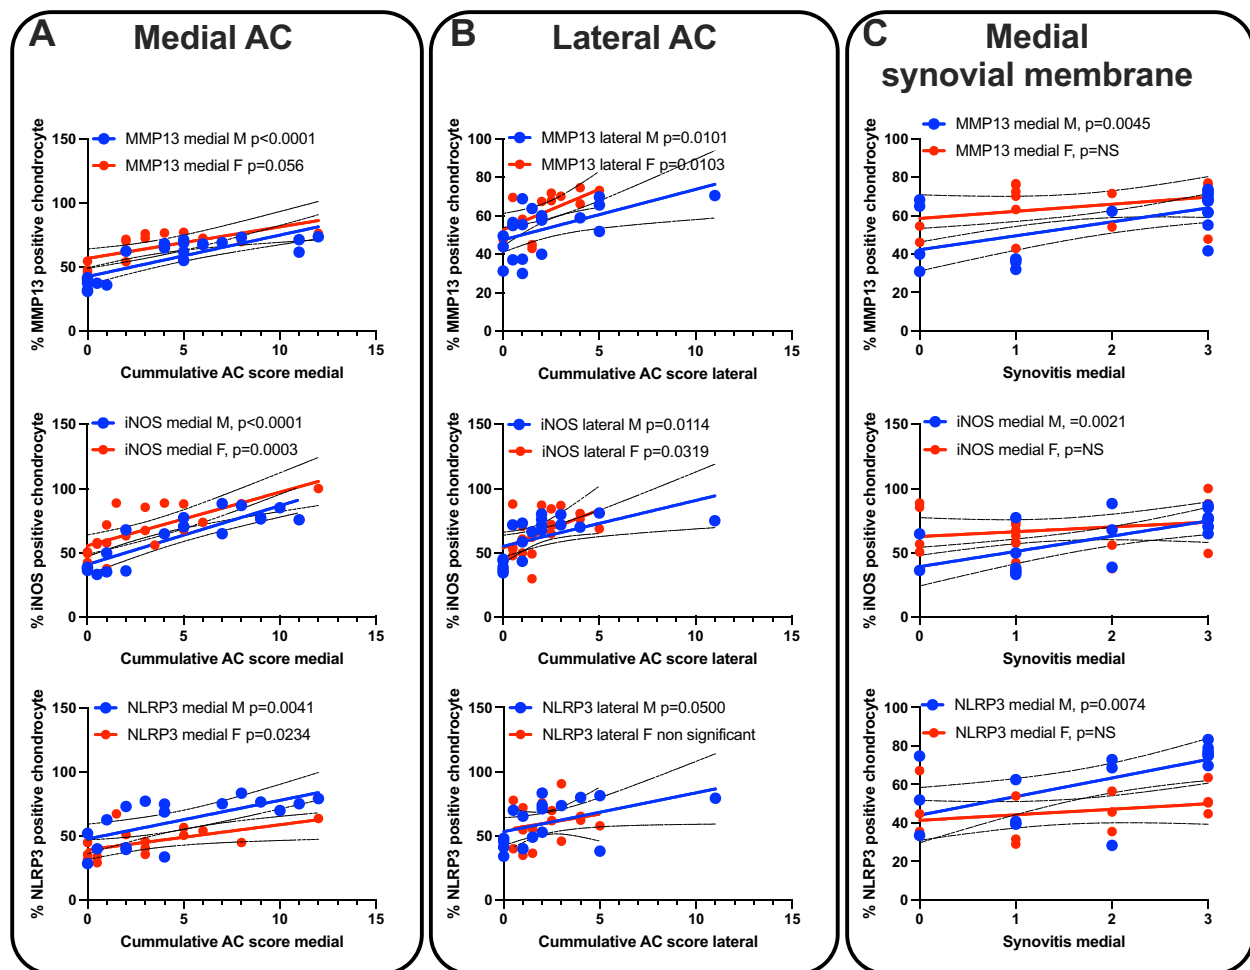 A
Medial AC
% MMP13 positive chondrocyte
MMP13 medial M p<0.0001
MMP13 medial F p=0.056
150
100
50
0
0 5 10 15
Cummulative AC score medial
% iNOS positive chondrocyte
iNOS medial M, p<0.0001
iNOS medial F, p=0.0003
150
100
50
0
0 5 10 15
Cummulative AC score medial
% NLRP3 positive chondrocyte
NLRP3 medial M p=0.0041
NLRP3 medial F p=0.0234
150
100
50
0
0 5 10 15
Cummulative AC score medial
B
Lateral AC
% MMP13 positive chondrocyte
MMP13 lateral M p=0.0101
MMP13 lateral F p=0.0103
100
80
60
40
20
0
0 5 10 15
Cummulative AC score lateral
% iNOS positive chondrocyte
iNOS lateral M p=0.0114
iNOS lateral F p=0.0319
150
100
50
0
0 5 10 15
Cummulative AC score lateral
% NLRP3 positive chondrocyte
NLRP3 lateral M p=0.0500
NLRP3 lateral F non significant
150
100
50
0
0 5 10 15
Cummulative AC score lateral
C
Medial
synovial membrane
% MMP13 positive chondrocyte
MMP13 medial M, p=0.0045
MMP13 medial F, p=NS
100
80
60
40
20
0
0 1 2 3
Synovitis medial
% iNOS positive chondrocyte
iNOS medial M, =0.0021
iNOS medial F, p=NS
150
100
50
0
0 1 2 3
Synovitis medial
% NLRP3 positive chondrocyte
NLRP3 medial M, p=0.0074
NLRP3 medial F, p=NS
100
80
60
40
20
0
0 1 2 3
Synovitis medial